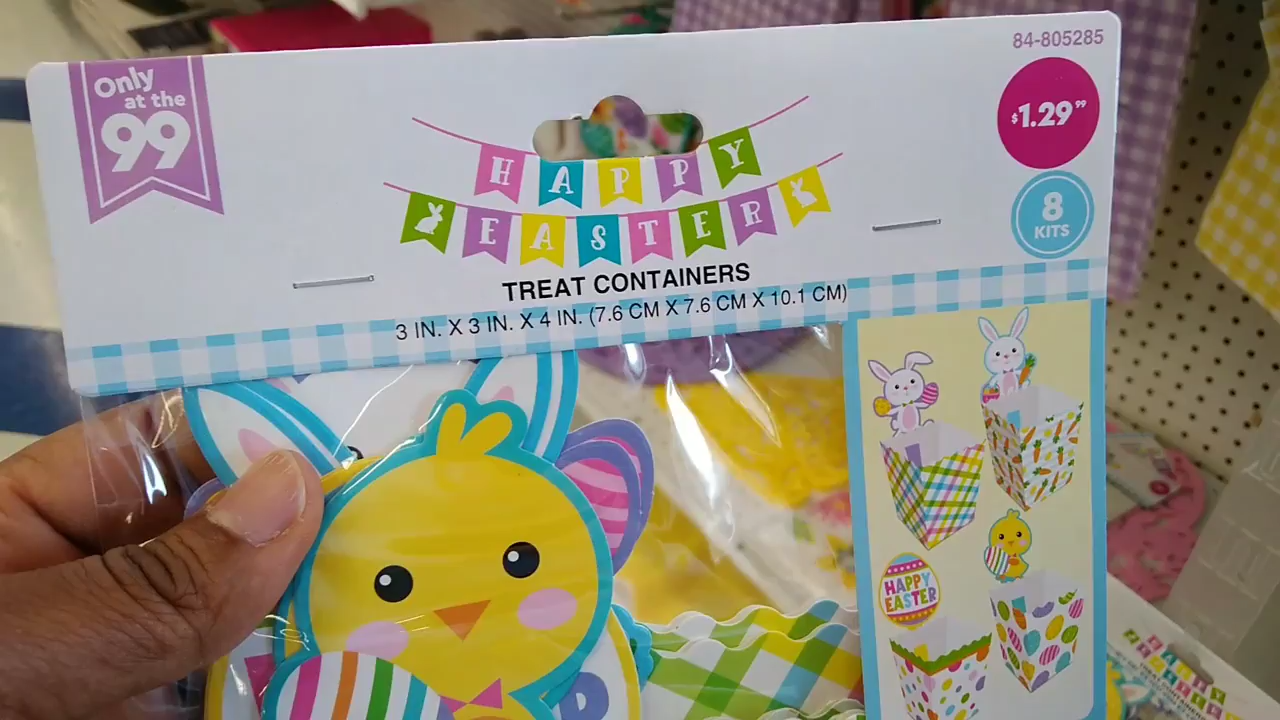 84-805285
Only
at the
99
$1.29⁹⁹
8
KITS
HAPPY
EASTER
TREAT CONTAINERS
3 IN. X 3 IN. X 4 IN. (7.6 CM X 7.6 CM X 10.1 CM)
HAPPY
EASTER